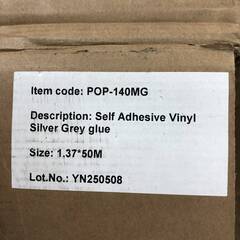 Item code: POP-140MG
Description: Self Adhesive Vinyl
Silver Grey glue
Size: 1.37*50M
Lot.No.: YN250508